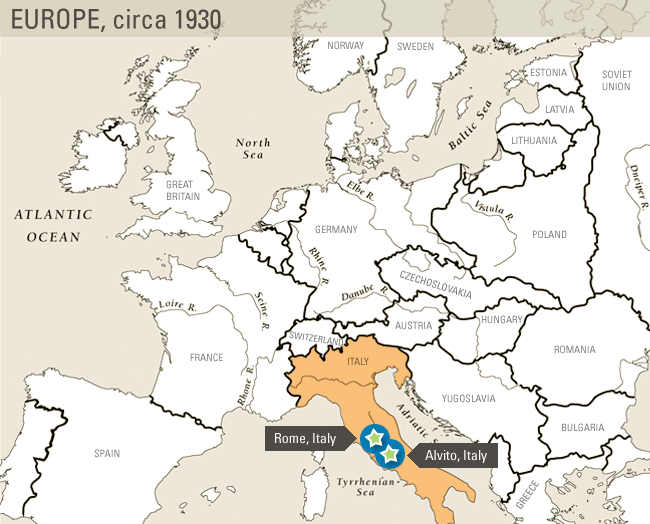 EUROPE, circa 1930
NORWAY
SWEDEN
ESTONIA
SOVIET
UNION
LATVIA
Baltic Sea
LITHUANIA
North
Sea
Dnieper R.
GREAT
BRITAIN
Elbe R.
ATLANTIC
OCEAN
Vistula R.
GERMANY
POLAND
Rhine R.
CZECHOSLOVAKIA
Danube R.
Loire R.
Seine R.
HUNGARY
AUSTRIA
SWITZERLAND
ROMANIA
FRANCE
ITALY
Rhone R.
YUGOSLAVIA
Adriatic Sea
BULGARIA
Rome, Italy
SPAIN
Alvito, Italy
Tyrrhenian
Sea
GREECE